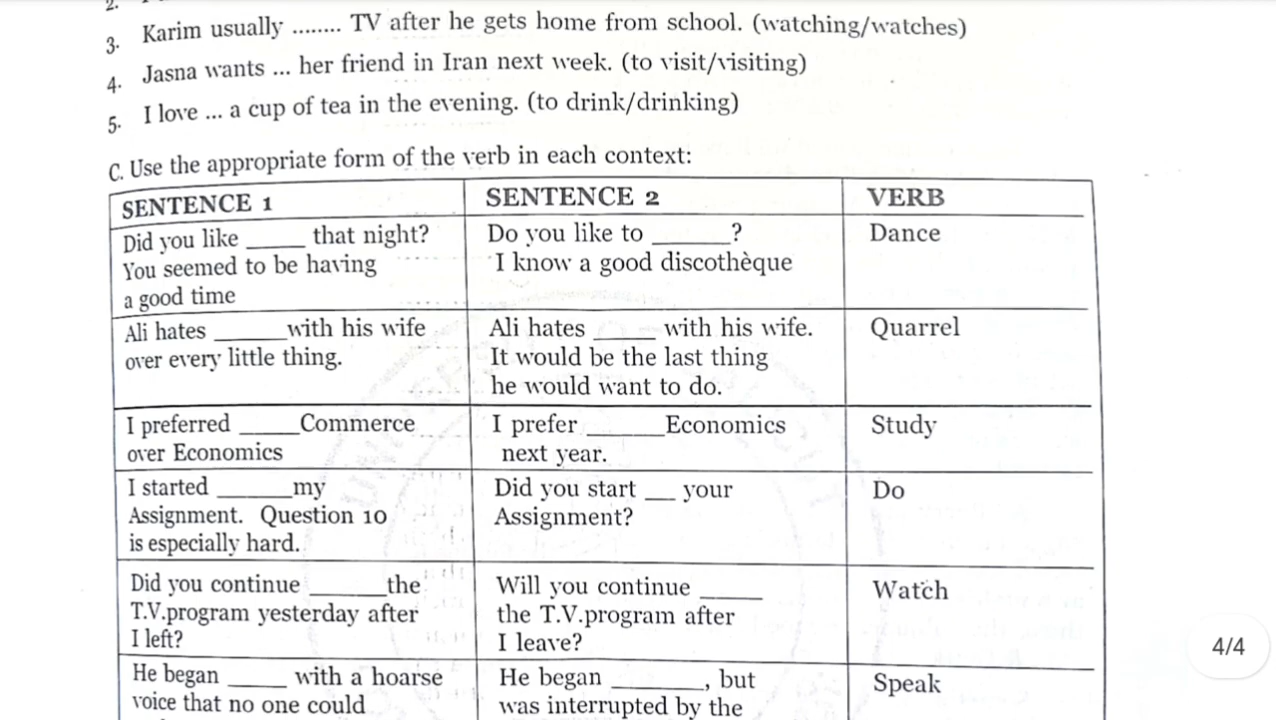 2.
3. Karim usually ........ TV after he gets home from school. (watching/watches)
4. Jasna wants ... her friend in Iran next week. (to visit/visiting)
5. I love ... a cup of tea in the evening. (to drink/drinking)
C. Use the appropriate form of the verb in each context:
SENTENCE 1 SENTENCE 2 VERB
Did you like _____ that night? Do you like to ______? Dance
You seemed to be having I know a good discothèque
a good time
Ali hates ______with his wife Ali hates _____with his wife. Quarrel
over every little thing. It would be the last thing
he would want to do.
I preferred _____Commerce I prefer ______Economics Study
over Economics next year.
I started ______my Did you start __ your Do
Assignment. Question 10 Assignment?
is especially hard.
Did you continue ______the Will you continue _____ Watch
T.V.program yesterday after the T.V.program after
I left? I leave?
He began _____ with a hoarse He began _______, but Speak
voice that no one could was interrupted by the
4/4